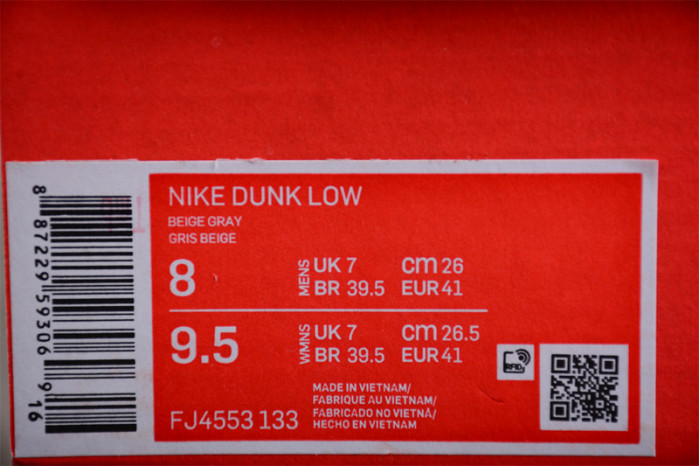 NIKE DUNK LOW
BEIGE GRAY
GRIS BEIGE
8
MENS
UK 7 cm 26
BR 39.5 EUR 41
9.5
WMNS
UK 7 cm 26.5
BR 39.5 EUR 41
RFID
MADE IN VIETNAM/
FABRIQUE AU VIETNAM/
FABRICADO NO VIETNÃ/
HECHO EN VIETNAM
FJ4553 133
8 87229 59306 9 16